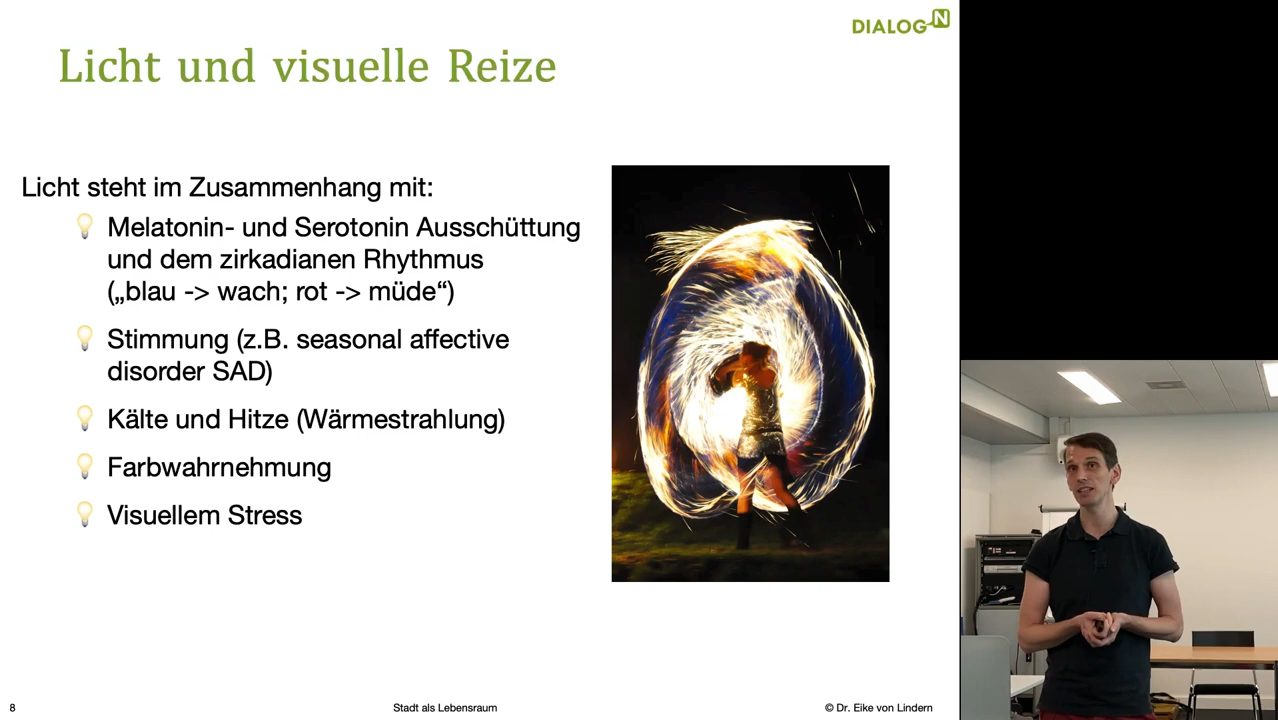 DIALOG N
Licht und visuelle Reize
Licht steht im Zusammenhang mit:
Melatonin- und Serotonin Ausschüttung
und dem zirkadianen Rhythmus
(„blau -> wach; rot -> müde“)
Stimmung (z.B. seasonal affective
disorder SAD)
Kälte und Hitze (Wärmestrahlung)
Farbwahrnehmung
Visuellem Stress
8
Stadt als Lebensraum
© Dr. Eike von Lindern